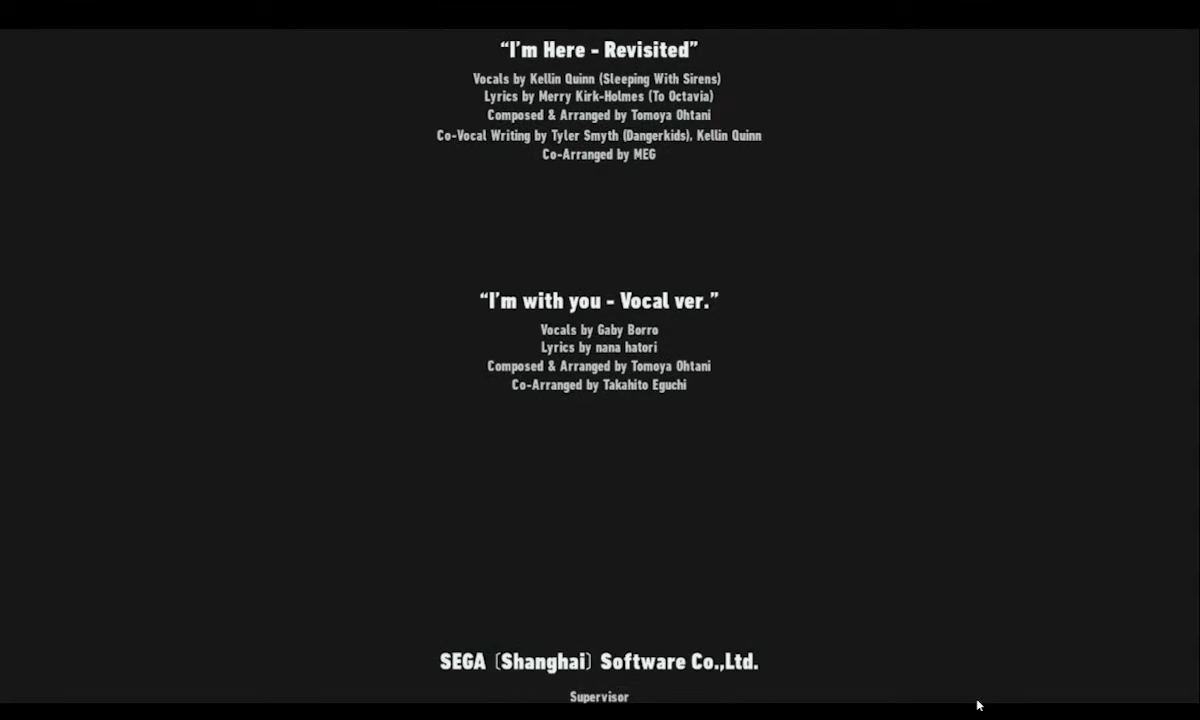 “I'm Here - Revisited”
Vocals by Kellin Quinn (Sleeping With Sirens)
Lyrics by Merry Kirk-Holmes (To Octavia)
Composed & Arranged by Tomoya Ohtani
Co-Vocal Writing by Tyler Smyth (Dangerkids), Kellin Quinn
Co-Arranged by MEG
“I'm with you - Vocal ver.”
Vocals by Gaby Borro
Lyrics by nana hatori
Composed & Arranged by Tomoya Ohtani
Co-Arranged by Takahito Eguchi
SEGA〔Shanghai〕Software Co.,Ltd.
Supervisor